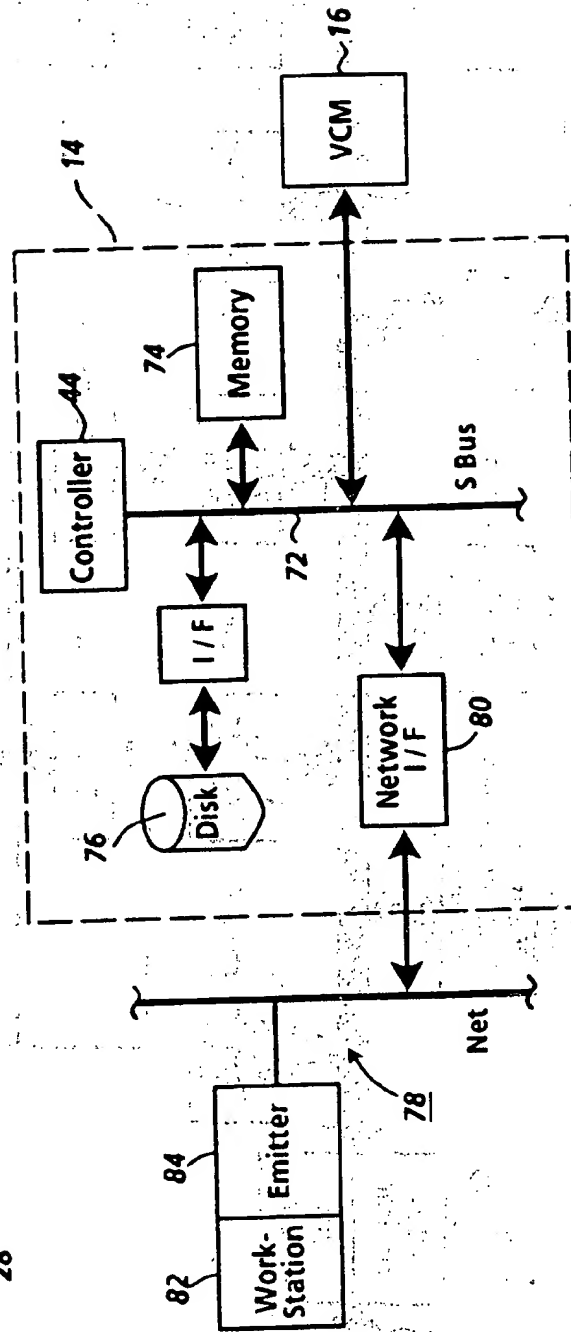 28
14
44
Controller
74
Memory
VCM
16
76
Disk
I / F
72
S Bus
Network
I / F
80
Net
78
82
84
Work-
Station
Emitter